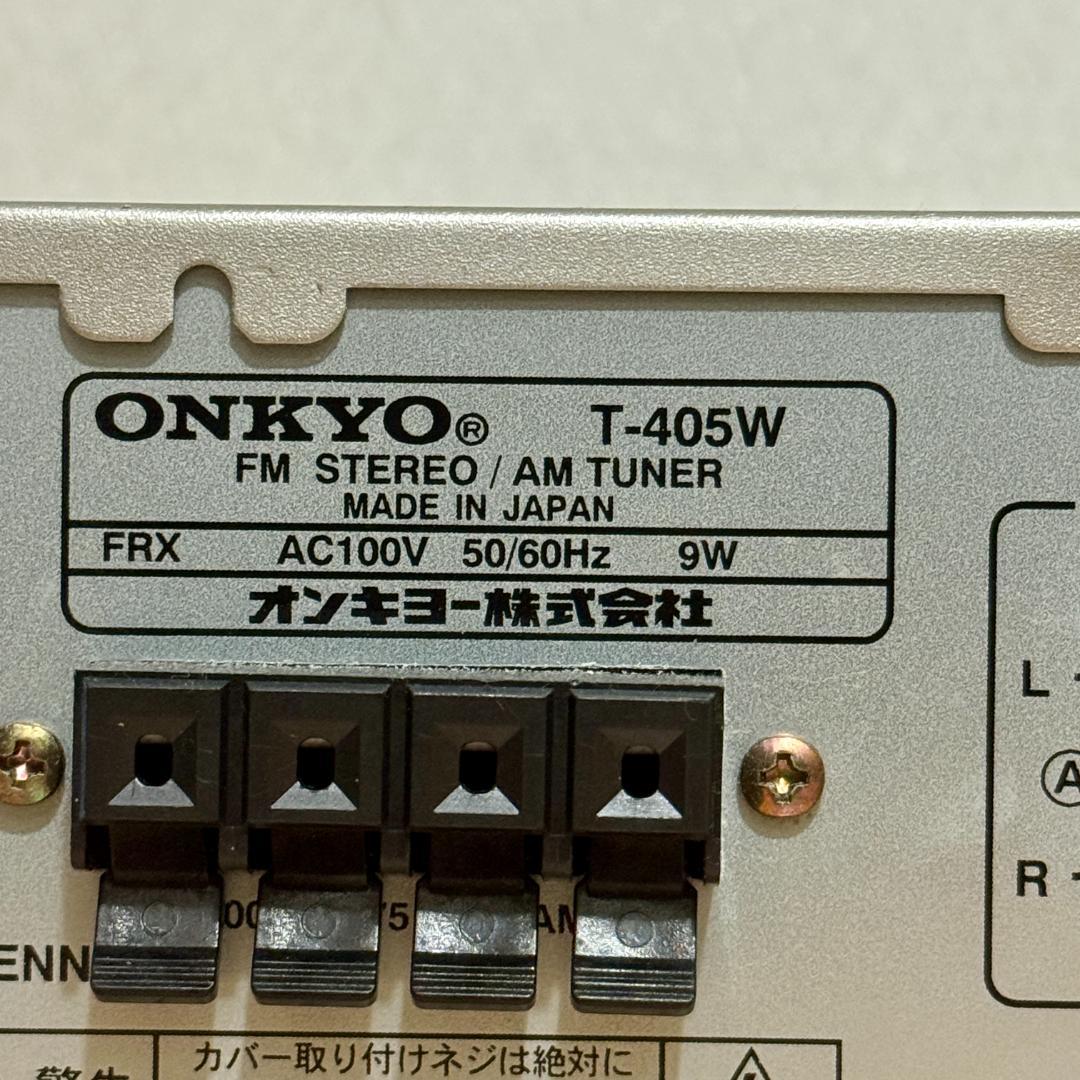 ONKYO® T-405W
FM STEREO / AM TUNER
MADE IN JAPAN
FRX AC100V 50/60Hz 9W
オンキヨー株式会社
L
A
R
カバー取り付けネジは絶対に